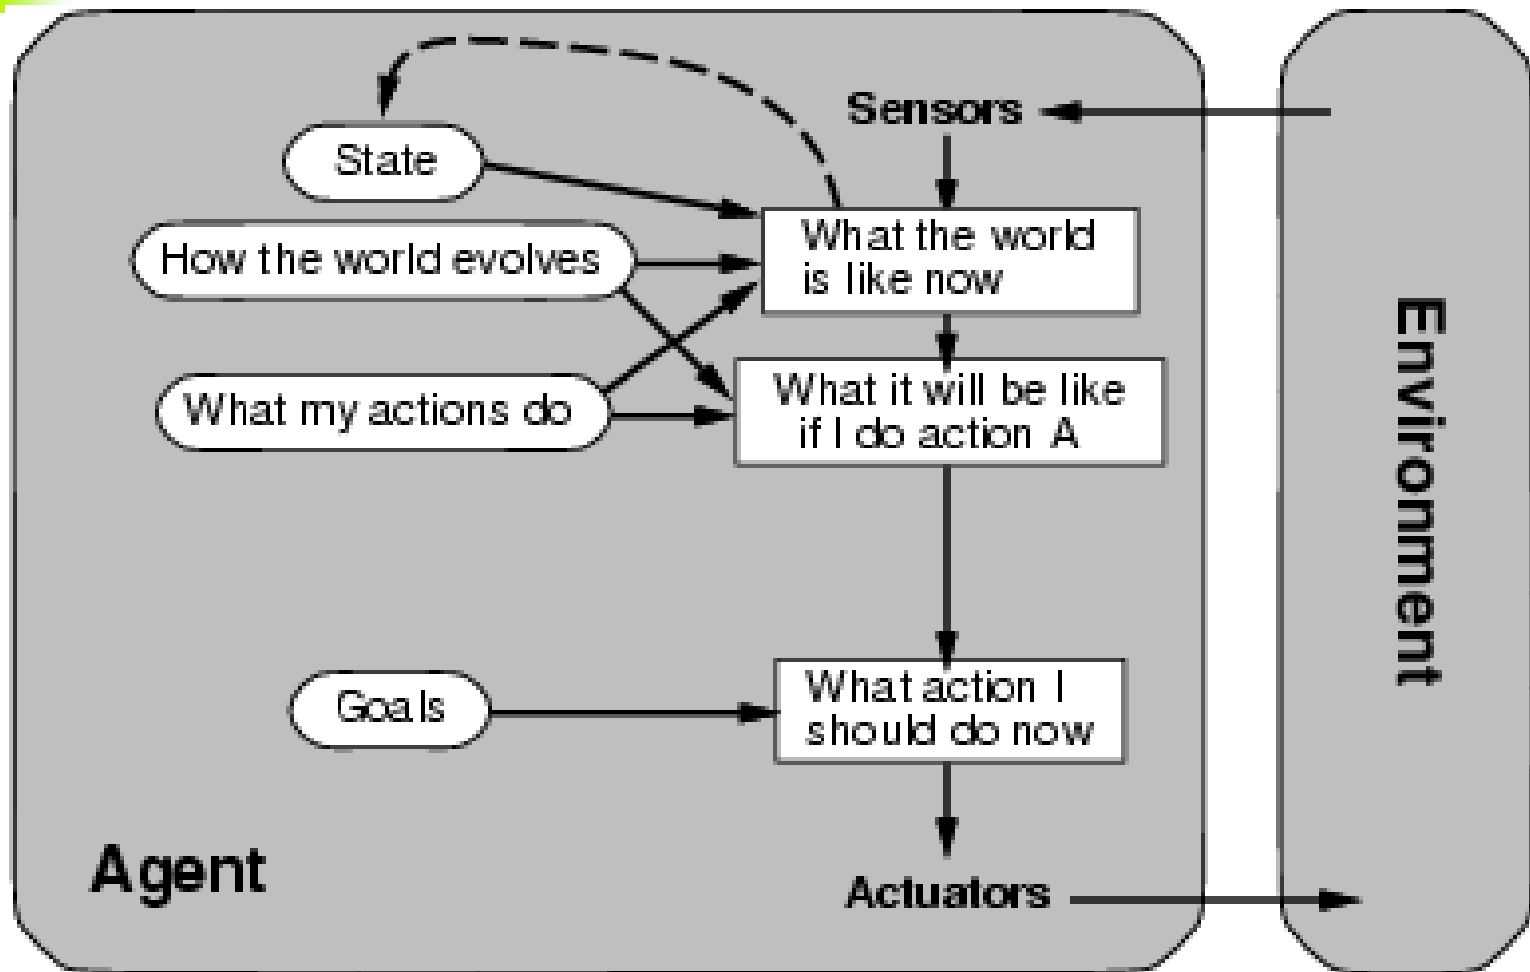 Sensors
State
How the world evolves
What the world
is like now
What my actions do
What it will be like
if I do action A
Environment
Goals
What action I
should do now
Agent
Actuators